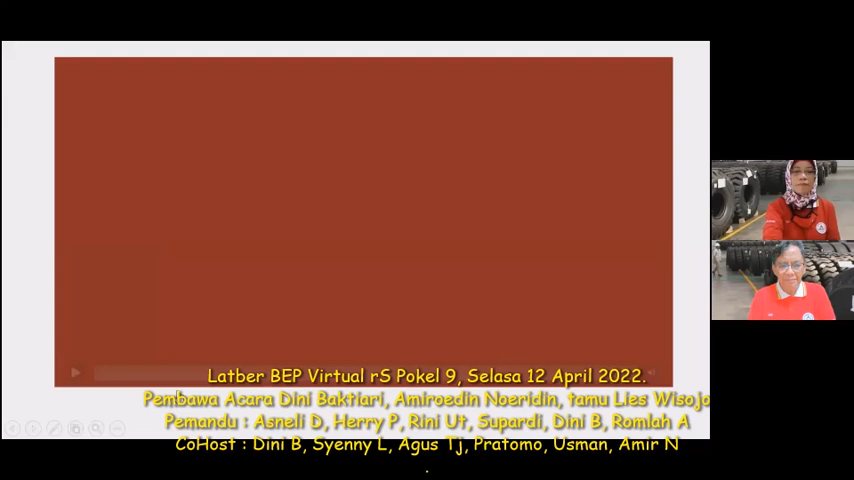 Latber BEP Virtual rS Pokel 9, Selasa 12 April 2022.
Pembawa Acara Dini Baktiari, Amiroedin Noeridin, tamu Lies Wisojo
Pemandu : Asneli D, Herry P, Rini Ut, Supardi, Dini B, Romlah A
CoHost : Dini B, Syenny L, Agus Tj, Pratomo, Usman, Amir N
.